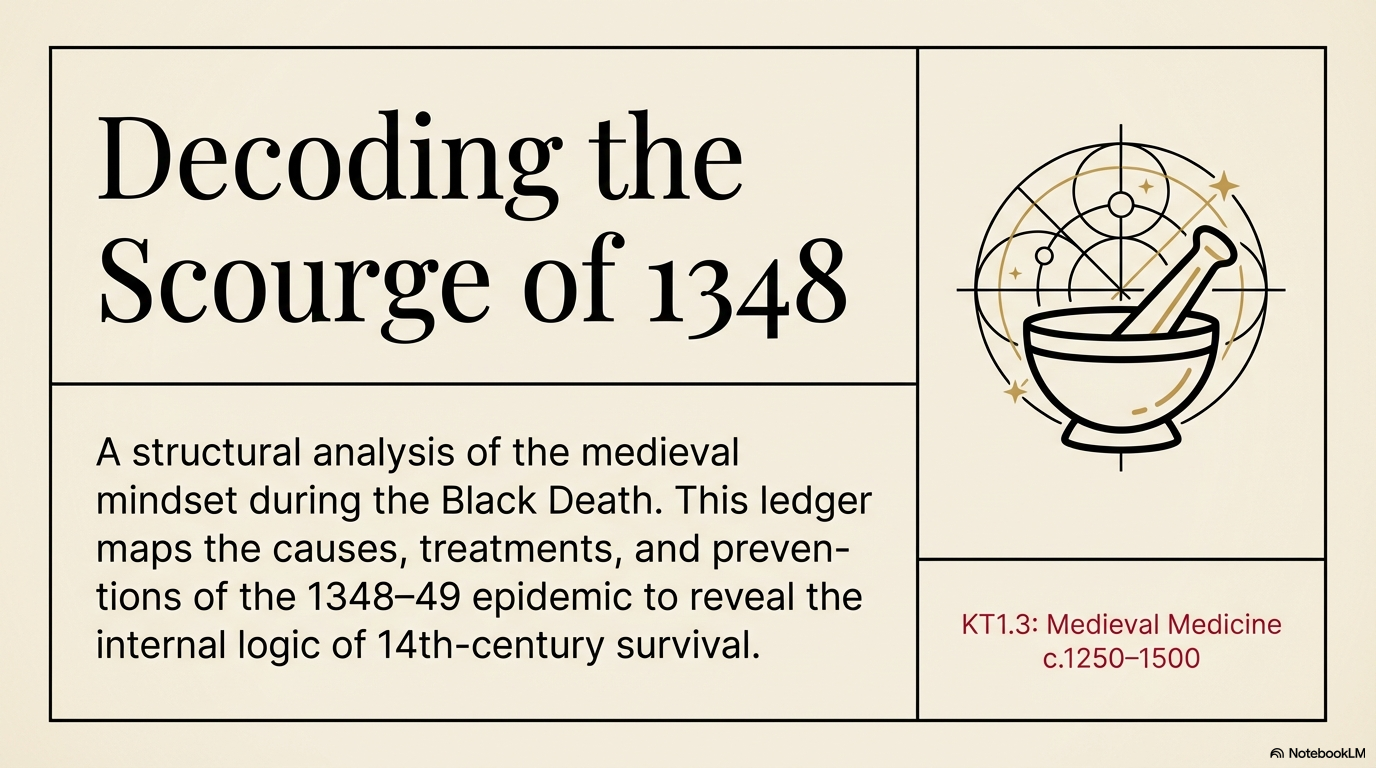 Decoding the
Scourge of 1348
A structural analysis of the medieval
mindset during the Black Death. This ledger
maps the causes, treatments, and preven-
tions of the 1348–49 epidemic to reveal the
internal logic of 14th-century survival.
KT1.3: Medieval Medicine
c.1250–1500
NotebookLM